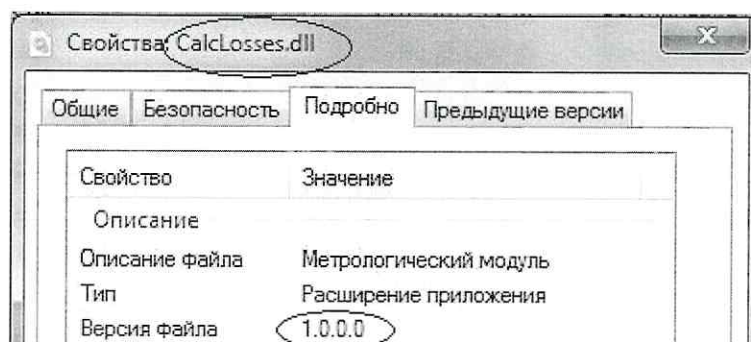 Свойства: CalcLosses.dll
Общие Безопасность Подробно Предыдущие версии
Свойство Значение
Описание
Описание файла Метрологический модуль
Тип Расширение приложения
Версия файла 1.0.0.0